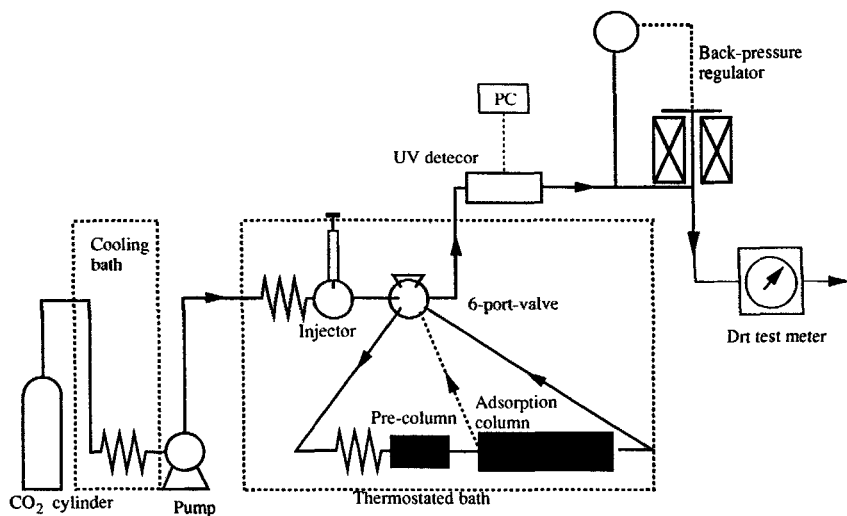 Back-pressure
regulator
PC
UV detecor
Cooling
bath
6-port-valve
Injector
Drt test meter
Pre-column
Adsorption
column
CO₂ cylinder
Pump
Thermostated bath